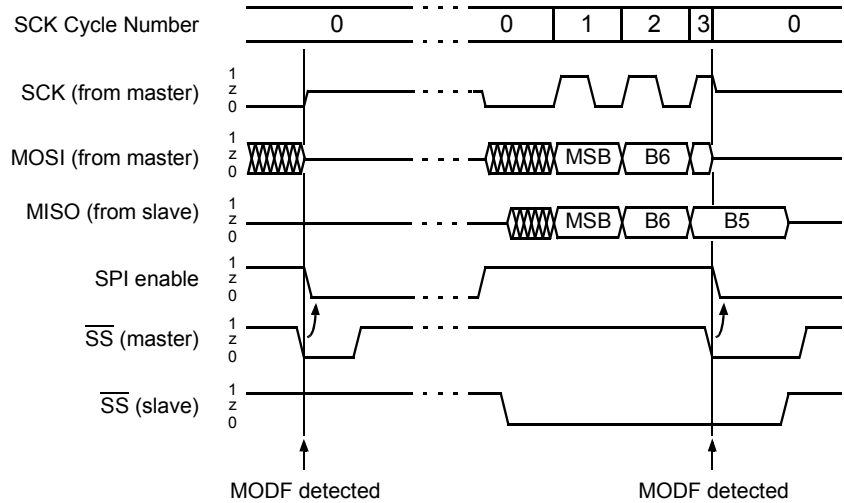 SCK Cycle Number 0 0 1 2 3 0
SCK (from master) 1 z 0
MOSI (from master) 1 z 0 MSB B6
MISO (from slave) 1 z 0 MSB B6 B5
SPI enable 1 z 0
SS (master) 1 z 0
SS (slave) 1 z 0
MODF detected MODF detected